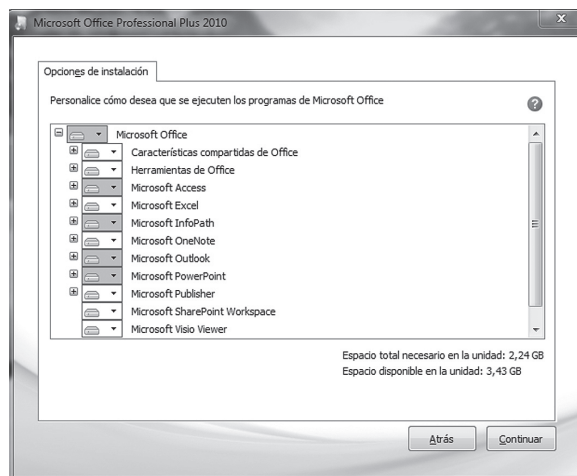 Microsoft Office Professional Plus 2010
Opciones de instalación
Personalice cómo desea que se ejecuten los programas de Microsoft Office
Microsoft Office
Características compartidas de Office
Herramientas de Office
Microsoft Access
Microsoft Excel
Microsoft InfoPath
Microsoft OneNote
Microsoft Outlook
Microsoft PowerPoint
Microsoft Publisher
Microsoft SharePoint Workspace
Microsoft Visio Viewer
Espacio total necesario en la unidad: 2,24 GB
Espacio disponible en la unidad: 3,43 GB
Atrás
Continuar